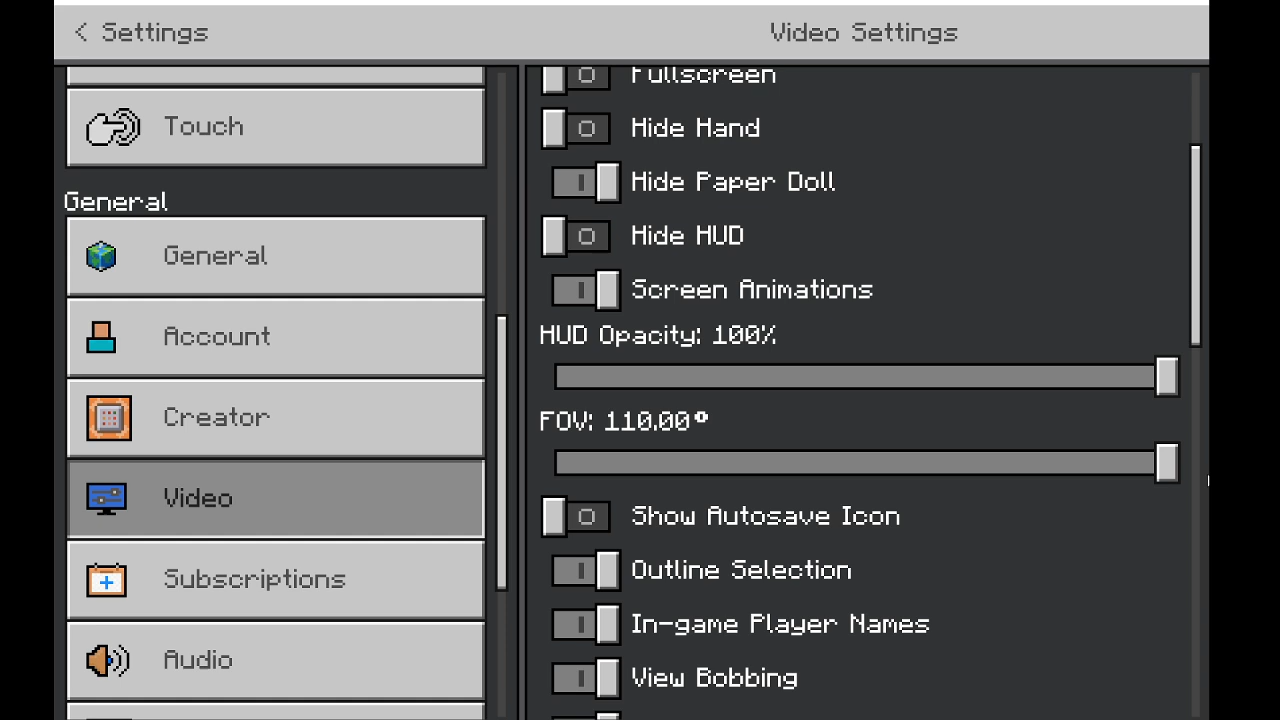 < Settings
Video Settings
Touch
General
General
Account
Creator
Video
Subscriptions
Audio
Fullscreen
Hide Hand
Hide Paper Doll
Hide HUD
Screen Animations
HUD Opacity: 100%
FOV: 110.00°
Show Autosave Icon
Outline Selection
In-game Player Names
View Bobbing